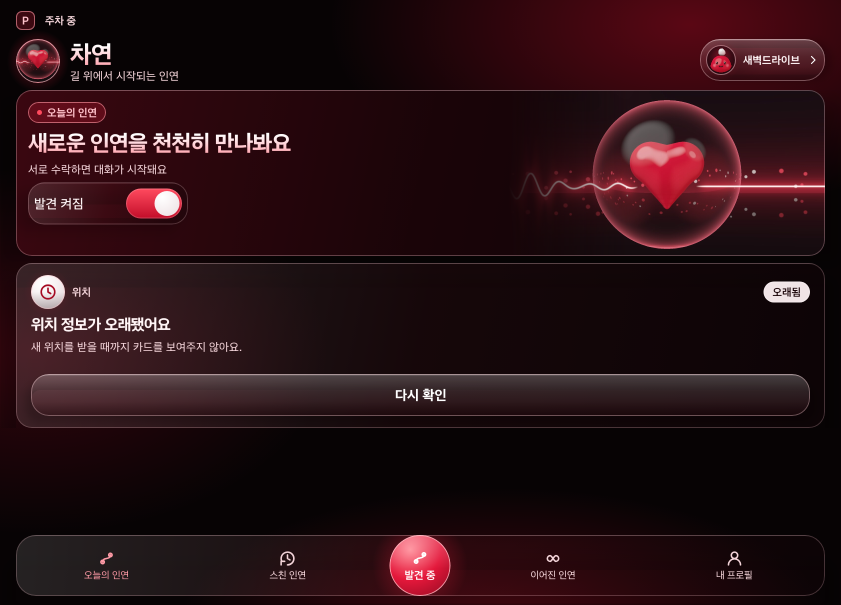 P 주차 중
차연
길 위에서 시작되는 인연
새벽드라이브
오늘의 인연
새로운 인연을 천천히 만나봐요
서로 수락하면 대화가 시작돼요
발견 켜짐
위치
오래됨
위치 정보가 오래됐어요
새 위치를 받을 때까지 카드를 보여주지 않아요.
다시 확인
오늘의 인연
스친 인연
발견 중
이어진 인연
내 프로필